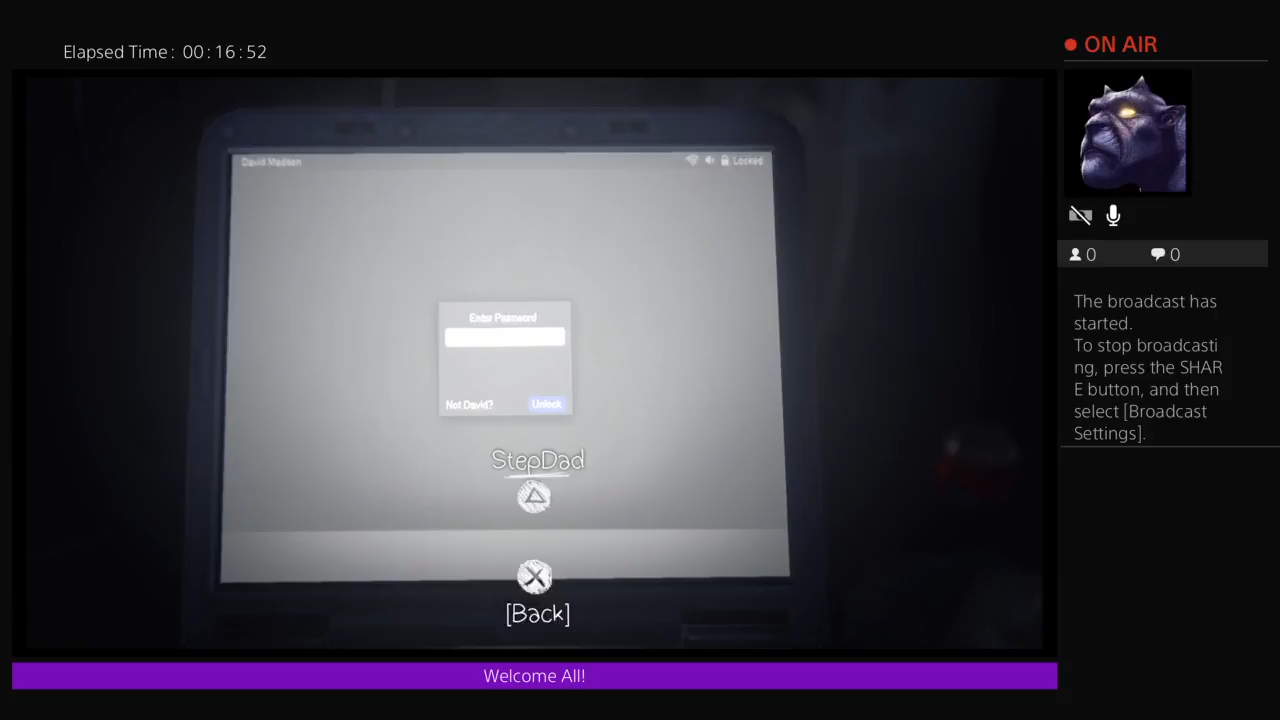 Elapsed Time: 00:16:52
ON AIR
David Madsen
Locked
Enter Password
Not David?
Unlock
StepDad
[Back]
0
0
The broadcast has
started.
To stop broadcasti
ng, press the SHAR
E button, and then
select [Broadcast
Settings].
Welcome All!